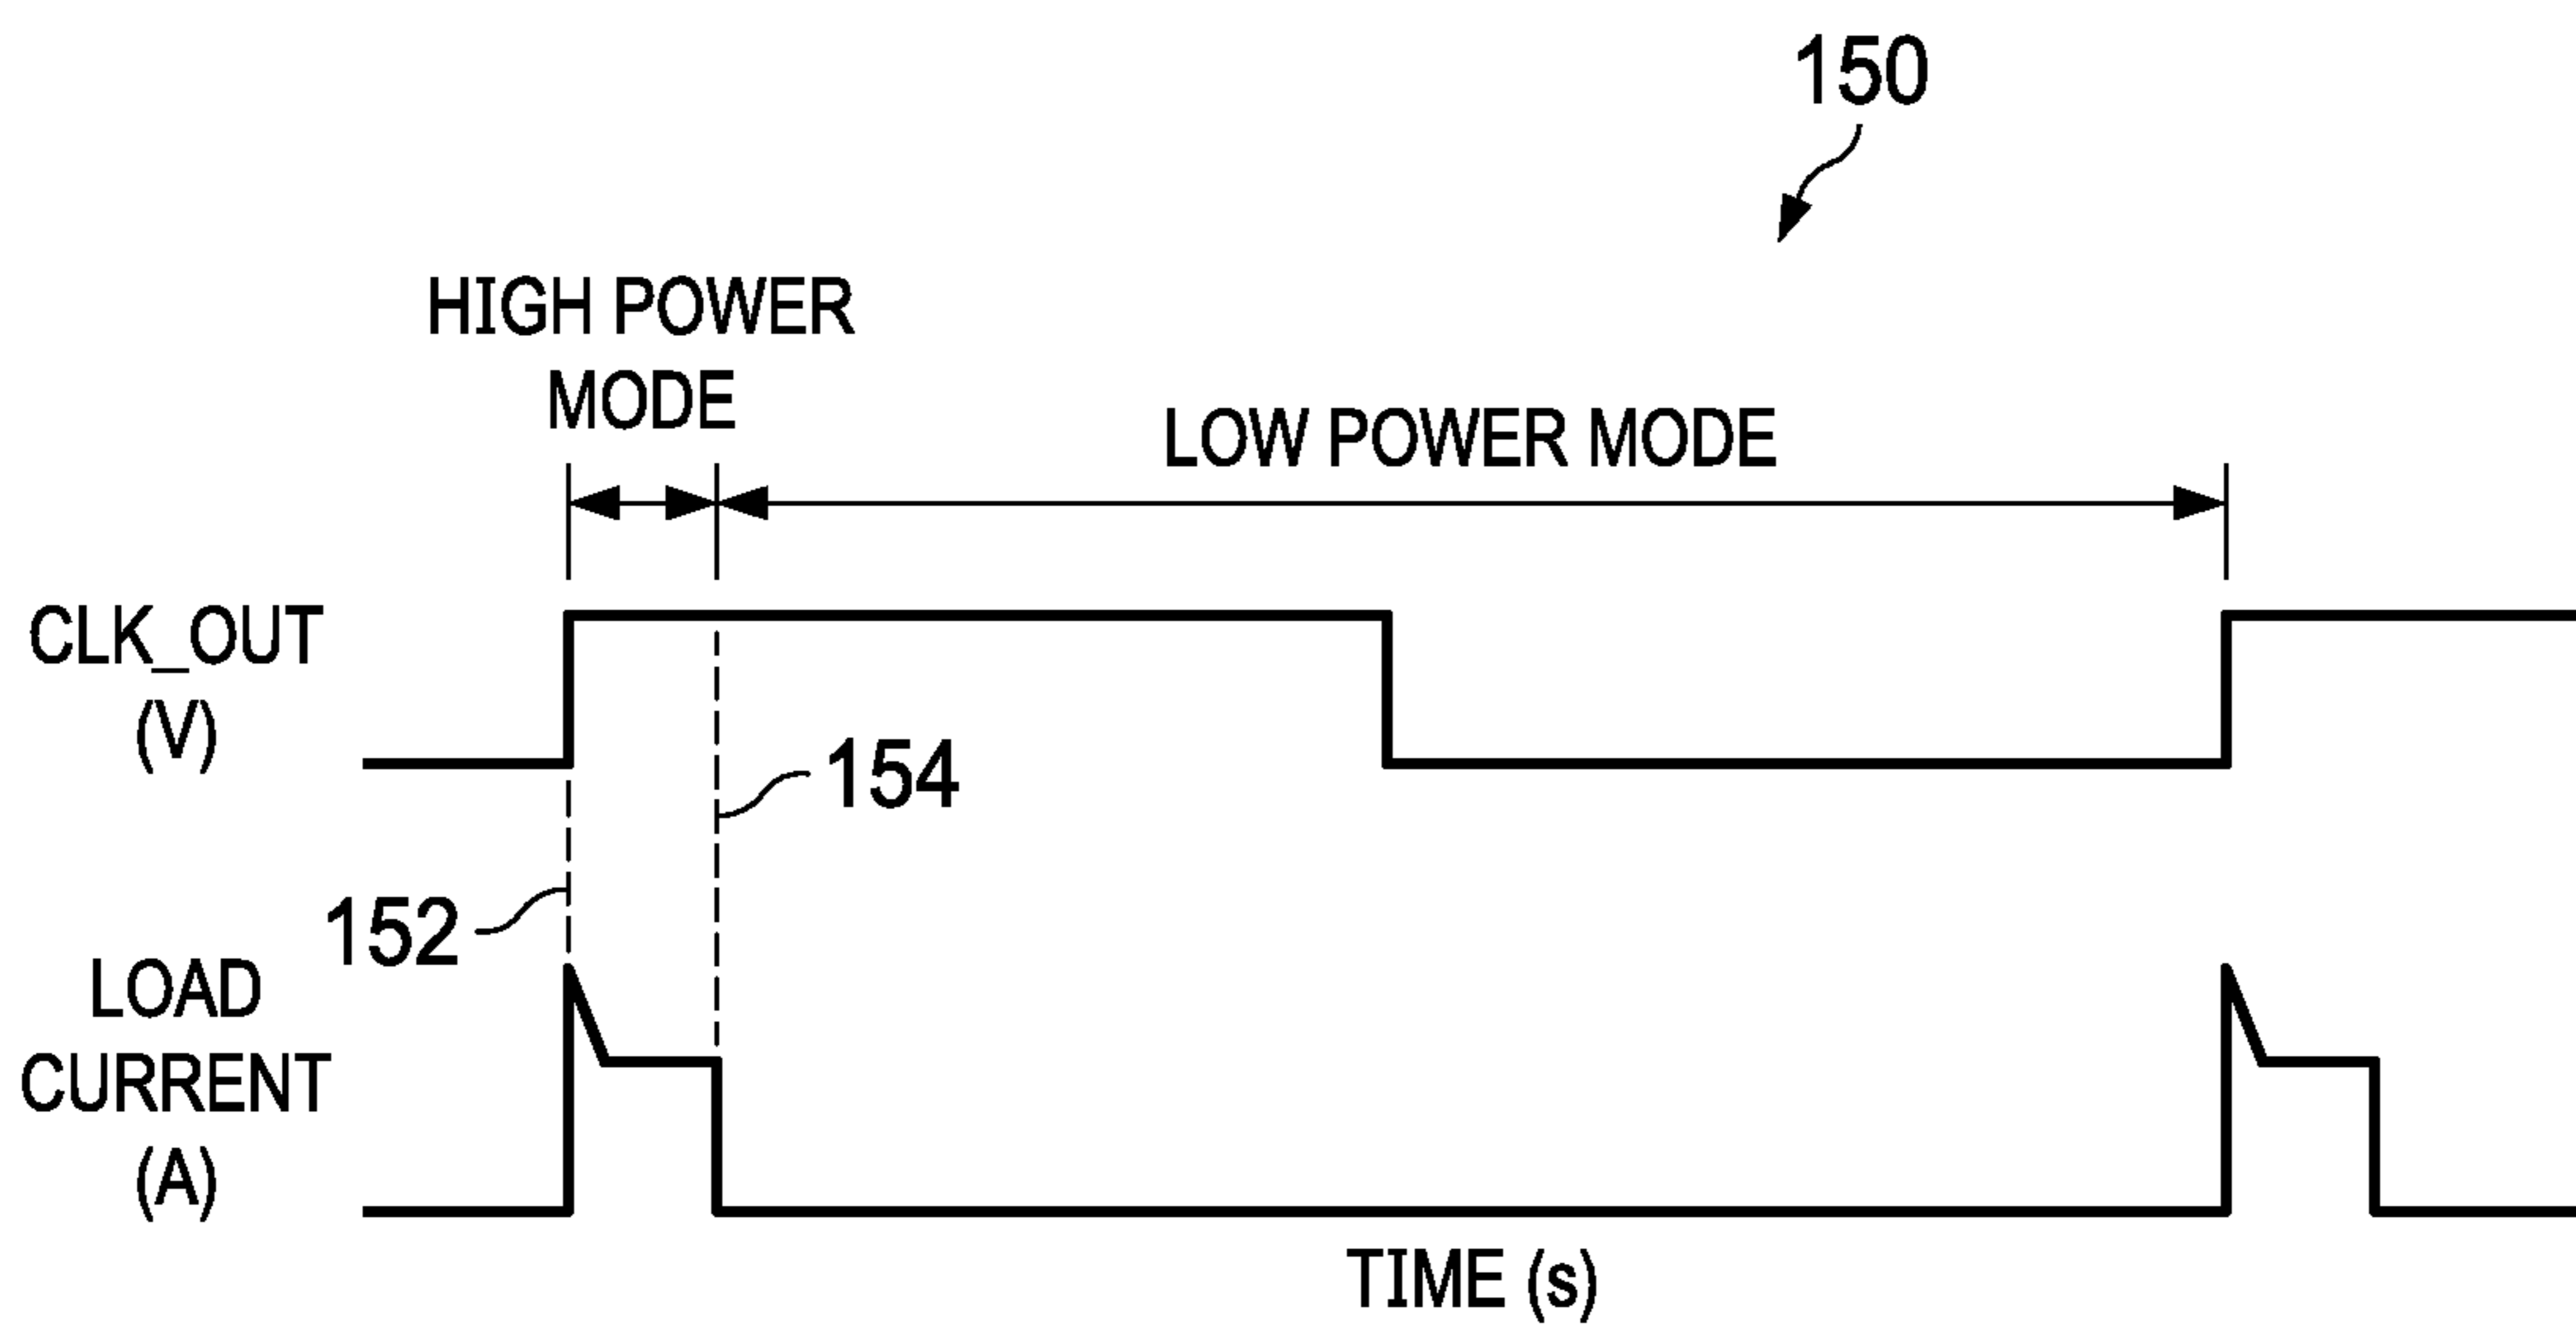 150
HIGH POWER
MODE
LOW POWER MODE
CLK_OUT
(V)
154
152
LOAD
CURRENT
(A)
TIME (s)